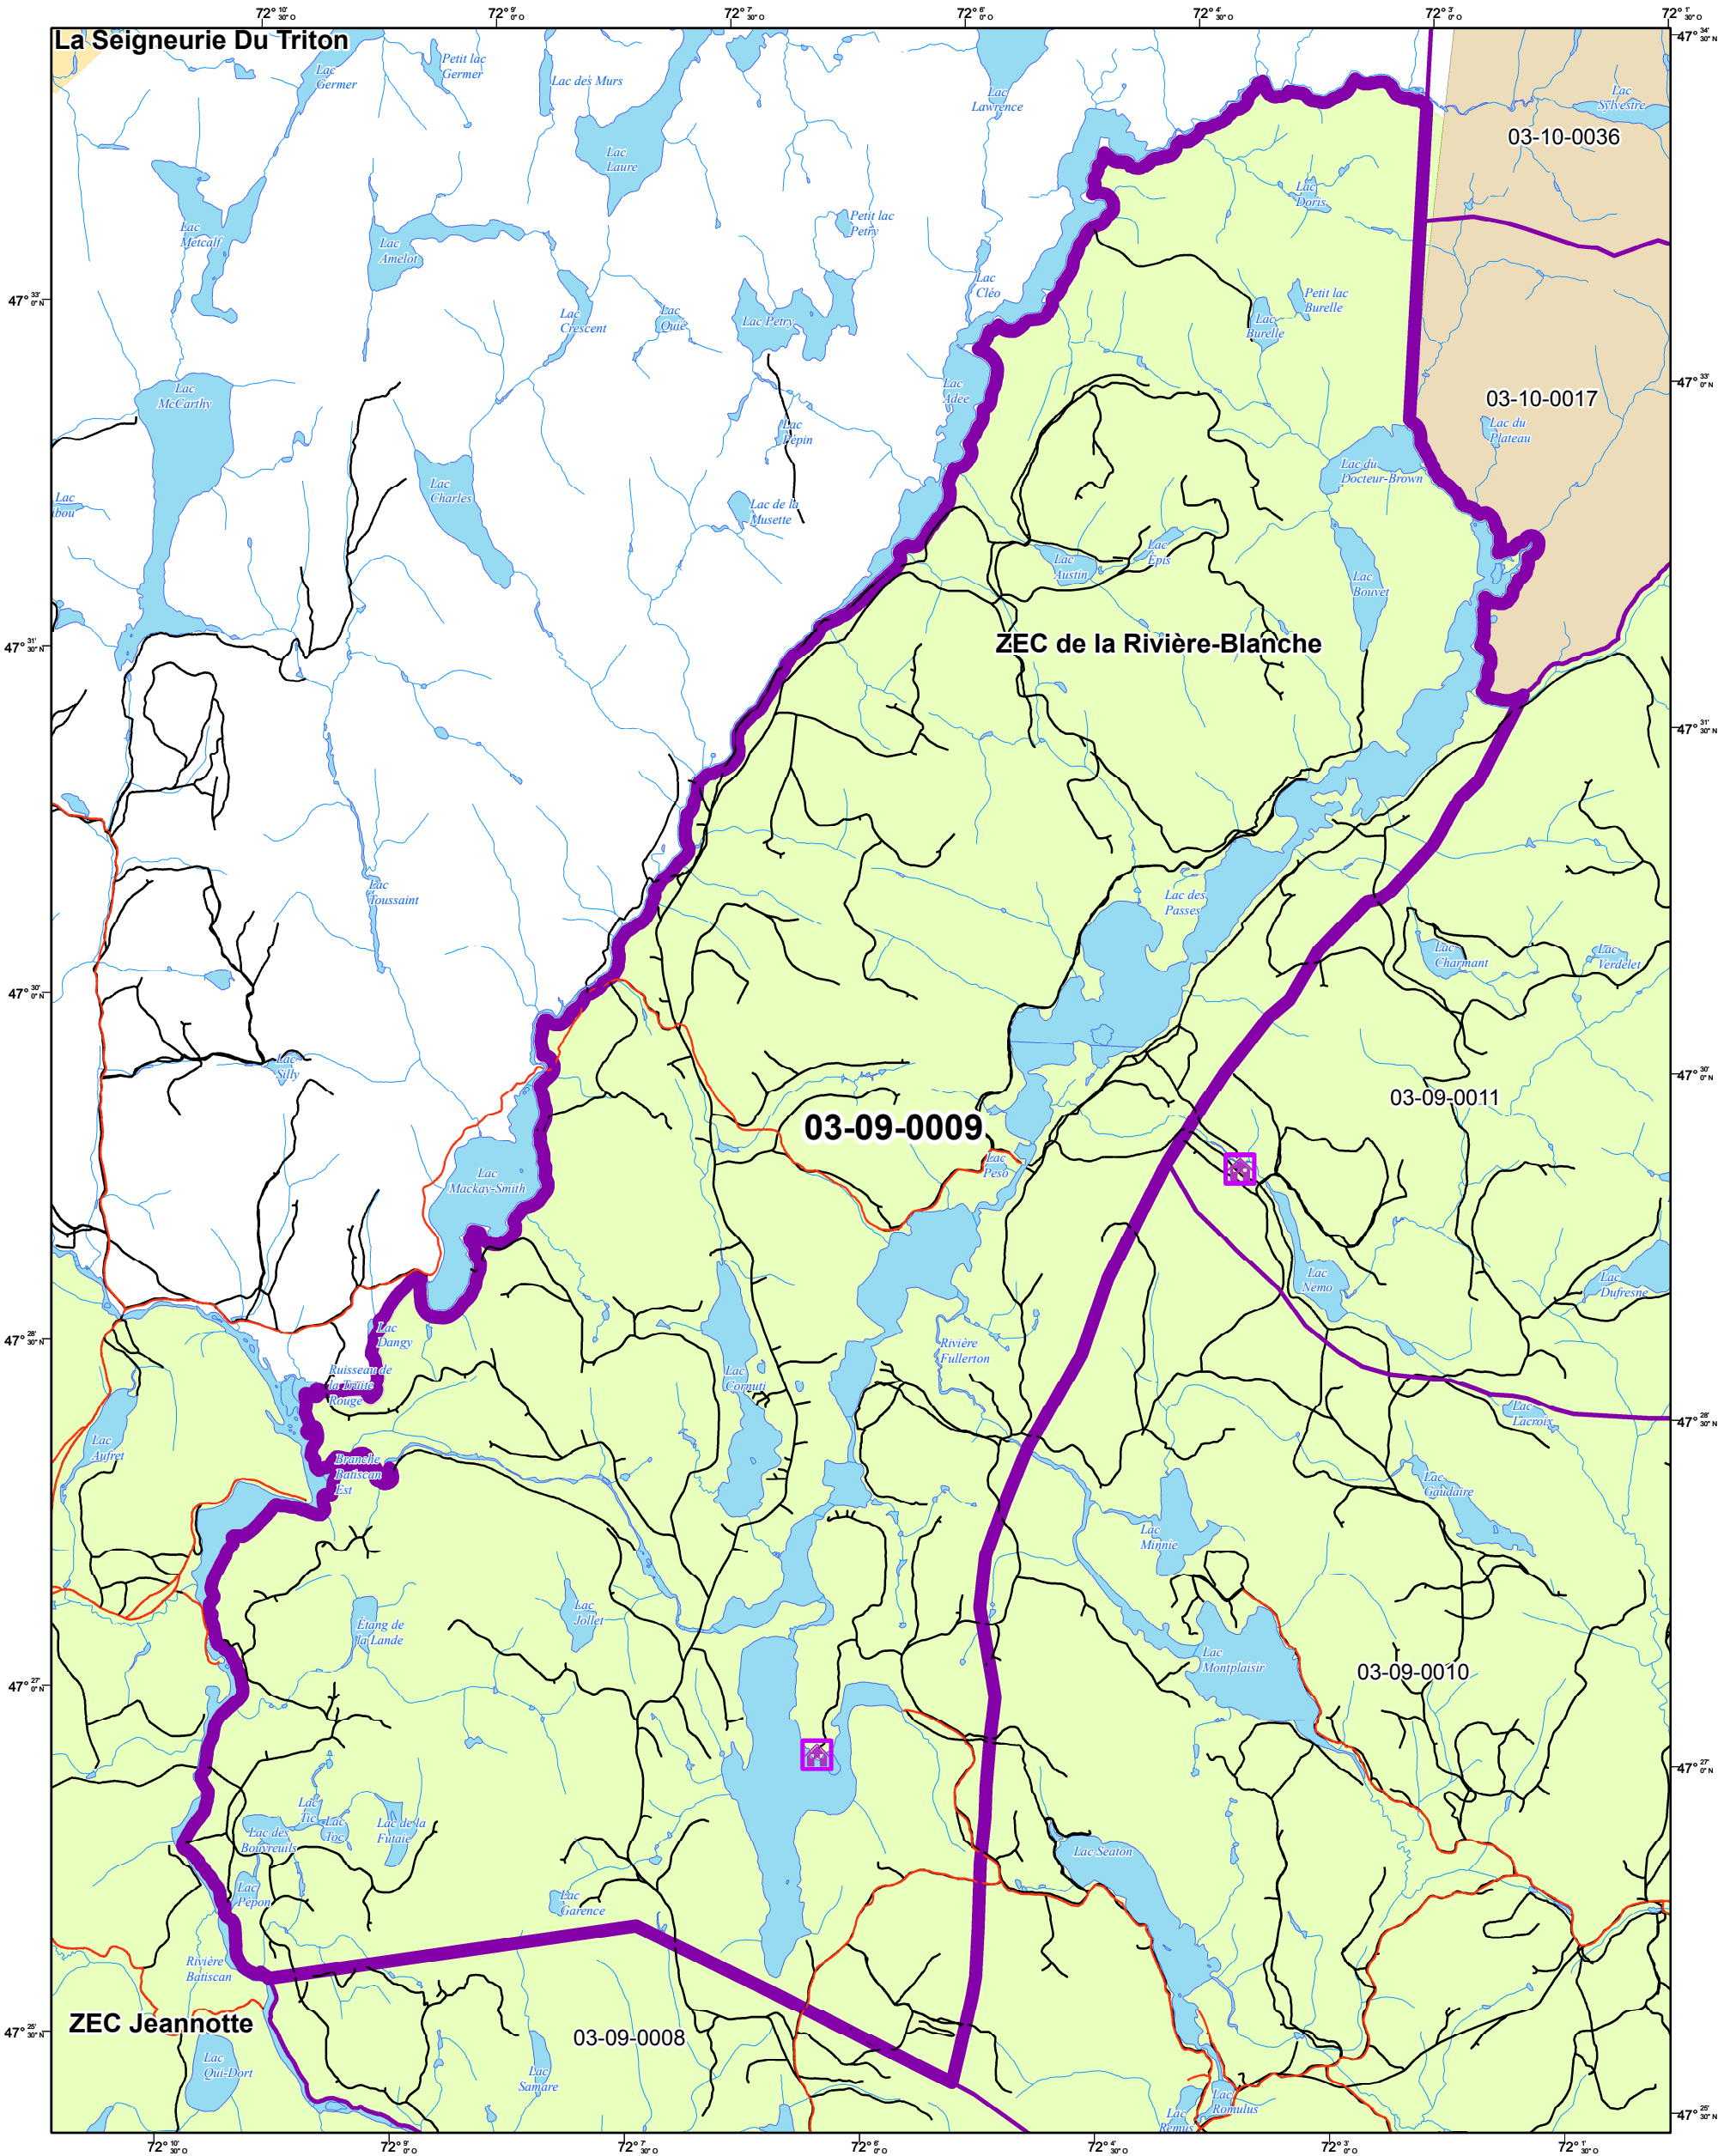 La Seigneurie Du Triton
Lac
Germer
Petit lac
Germer
Lac des Murs
Lac
Lawrence
Lac
Sylvestre
03-10-0036
Lac
Laure
Lac
Doris
Lac
Metcalf
Lac
Amelot
Petit lac
Petry
Lac
Cléo
Lac
Crescent
Lac
Quié
Lac Petry
Petit lac
Burelle
Lac
Burelle
Lac
McCarthy
Lac
Adee
03-10-0017
Lac du
Plateau
Lac
Pépin
Lac
Charles
Lac du
Docteur-Brown
Lac
ibou
Lac de la
Musette
Lac
Austin
Lac
Épis
Lac
Bouvet
ZEC de la Rivière-Blanche
Lac
Toussaint
Lac des
Passes
Lac
Charmant
Lac
Verdelet
Lac
Silly
03-09-0011
03-09-0009
Lac
Peso
Lac
Mackay-Smith
Lac
Nemo
Lac
Dufresne
Lac
Dangy
Rivière
Fullerton
Ruisseau de
la Truite
Rouge
Lac
Cornuti
Lac
Lacroix
Lac
Aufret
Branche
Batiscan
Est
Lac
Gaudaire
Lac
Minnie
Lac
Jollet
Étang de
la Lande
Lac
Montplaisir
03-09-0010
Lac
Tic
Lac
Toc
Lac des
Bouvreuils
Lac de la
Futaie
Lac Seaton
Lac
Pépon
Lac
Garence
Rivière
Batiscan
ZEC Jeannotte
03-09-0008
Lac
Qui-Dort
Lac
Samare
Lac
Romulus
Lac
Remus